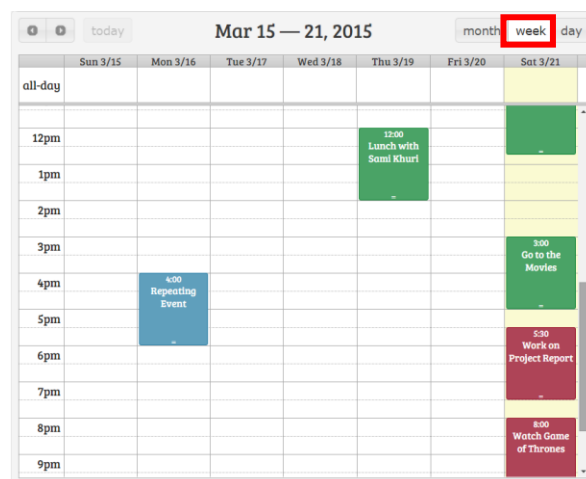 today
Mar 15 — 21, 2015
month week day
Sun 3/15 Mon 3/16 Tue 3/17 Wed 3/18 Thu 3/19 Fri 3/20 Sat 3/21
all-day
12pm
12:00
Lunch with
Sami Khuri
1pm
2pm
3pm
3:00
Go to the
Movies
4pm
4:00
Repeating
Event
5pm
5:30
Work on
Project Report
6pm
7pm
8pm
8:00
Watch Game
of Thrones
9pm